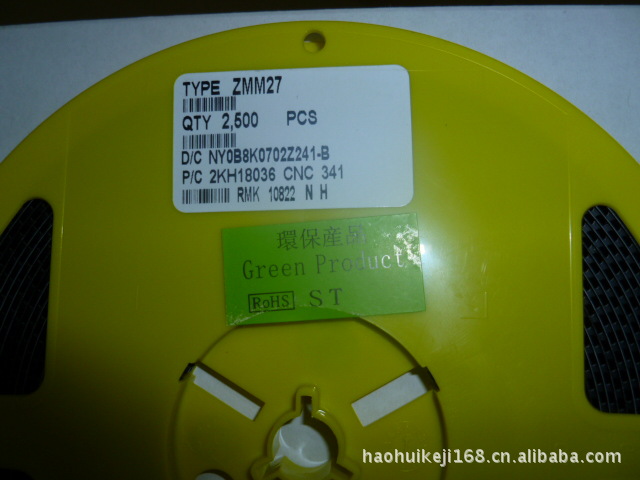 TYPE ZMM27
QTY 2,500 PCS
D/C NY0B8K0702Z241-B
P/C 2KH18036 CNC 341
RMK 10822 N H
環保産品
Green Product
RoHS ST
haohuikeji168.cn.alibaba.com